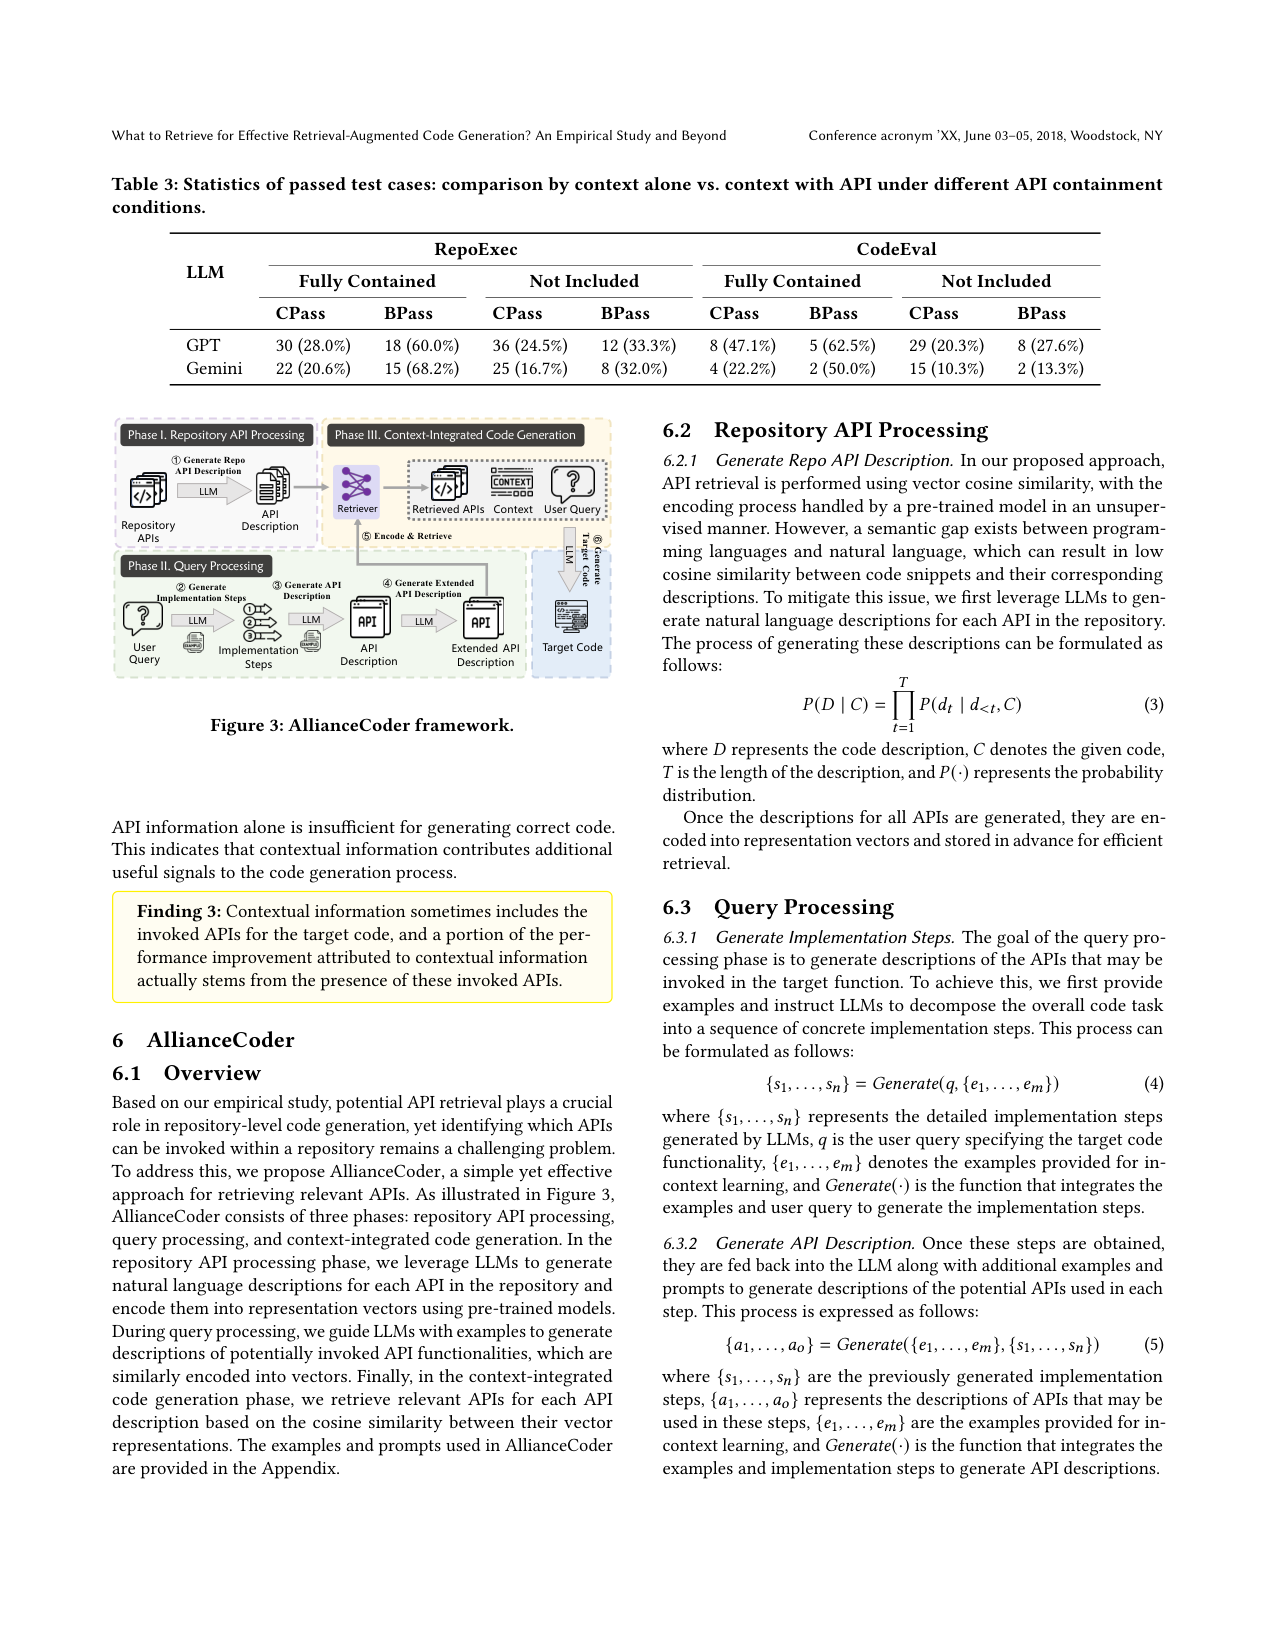 What to Retrieve for Effective Retrieval-Augmented Code Generation? An Empirical Study and Beyond
Conference acronym 'XX, June 03–05, 2018, Woodstock, NY
Table 3: Statistics of passed test cases: comparison by context alone vs. context with API under different API containment
conditions.
LLM RepoExec CodeEval
Fully Contained Not Included Fully Contained Not Included
CPass BPass CPass BPass CPass BPass CPass BPass
GPT 30 (28.0%) 18 (60.0%) 36 (24.5%) 12 (33.3%) 8 (47.1%) 5 (62.5%) 29 (20.3%) 8 (27.6%)
Gemini 22 (20.6%) 15 (68.2%) 25 (16.7%) 8 (32.0%) 4 (22.2%) 2 (50.0%) 15 (10.3%) 2 (13.3%)
Phase I. Repository API Processing
① Generate Repo
API Description
LLM
Repository
APIs
API
Description
Phase III. Context-Integrated Code Generation
Retriever
Retrieved APIs
CONTEXT
Context
User Query
⑤ Encode & Retrieve
⑥ Generate
Target Code
LLM
Target Code
Phase II. Query Processing
② Generate
Implementation Steps
③ Generate API
Description
④ Generate Extended
API Description
LLM
LLM
LLM
1
2
3
API
API
EXAMPLE
EXAMPLE
User
Query
Implementation
Steps
API
Description
Extended API
Description
Figure 3: AllianceCoder framework.
API information alone is insufficient for generating correct code.
This indicates that contextual information contributes additional
useful signals to the code generation process.
Finding 3: Contextual information sometimes includes the
invoked APIs for the target code, and a portion of the per-
formance improvement attributed to contextual information
actually stems from the presence of these invoked APIs.
6 AllianceCoder
6.1 Overview
Based on our empirical study, potential API retrieval plays a crucial
role in repository-level code generation, yet identifying which APIs
can be invoked within a repository remains a challenging problem.
To address this, we propose AllianceCoder, a simple yet effective
approach for retrieving relevant APIs. As illustrated in Figure 3,
AllianceCoder consists of three phases: repository API processing,
query processing, and context-integrated code generation. In the
repository API processing phase, we leverage LLMs to generate
natural language descriptions for each API in the repository and
encode them into representation vectors using pre-trained models.
During query processing, we guide LLMs with examples to generate
descriptions of potentially invoked API functionalities, which are
similarly encoded into vectors. Finally, in the context-integrated
code generation phase, we retrieve relevant APIs for each API
description based on the cosine similarity between their vector
representations. The examples and prompts used in AllianceCoder
are provided in the Appendix.
6.2 Repository API Processing
6.2.1 Generate Repo API Description. In our proposed approach,
API retrieval is performed using vector cosine similarity, with the
encoding process handled by a pre-trained model in an unsuper-
vised manner. However, a semantic gap exists between program-
ming languages and natural language, which can result in low
cosine similarity between code snippets and their corresponding
descriptions. To mitigate this issue, we first leverage LLMs to gen-
erate natural language descriptions for each API in the repository.
The process of generating these descriptions can be formulated as
follows:
P(D | C) = ∏_{t=1}^{T} P(d_t | d_{<t}, C) (3)
where D represents the code description, C denotes the given code,
T is the length of the description, and P(·) represents the probability
distribution.
Once the descriptions for all APIs are generated, they are en-
coded into representation vectors and stored in advance for efficient
retrieval.
6.3 Query Processing
6.3.1 Generate Implementation Steps. The goal of the query pro-
cessing phase is to generate descriptions of the APIs that may be
invoked in the target function. To achieve this, we first provide
examples and instruct LLMs to decompose the overall code task
into a sequence of concrete implementation steps. This process can
be formulated as follows:
{s_1, . . . , s_n} = Generate(q, {e_1, . . . , e_m}) (4)
where {s_1, . . . , s_n} represents the detailed implementation steps
generated by LLMs, q is the user query specifying the target code
functionality, {e_1, . . . , e_m} denotes the examples provided for in-
context learning, and Generate(·) is the function that integrates the
examples and user query to generate the implementation steps.
6.3.2 Generate API Description. Once these steps are obtained,
they are fed back into the LLM along with additional examples and
prompts to generate descriptions of the potential APIs used in each
step. This process is expressed as follows:
{a_1, . . . , a_o} = Generate({e_1, . . . , e_m}, {s_1, . . . , s_n}) (5)
where {s_1, . . . , s_n} are the previously generated implementation
steps, {a_1, . . . , a_o} represents the descriptions of APIs that may be
used in these steps, {e_1, . . . , e_m} are the examples provided for in-
context learning, and Generate(·) is the function that integrates the
examples and implementation steps to generate API descriptions.